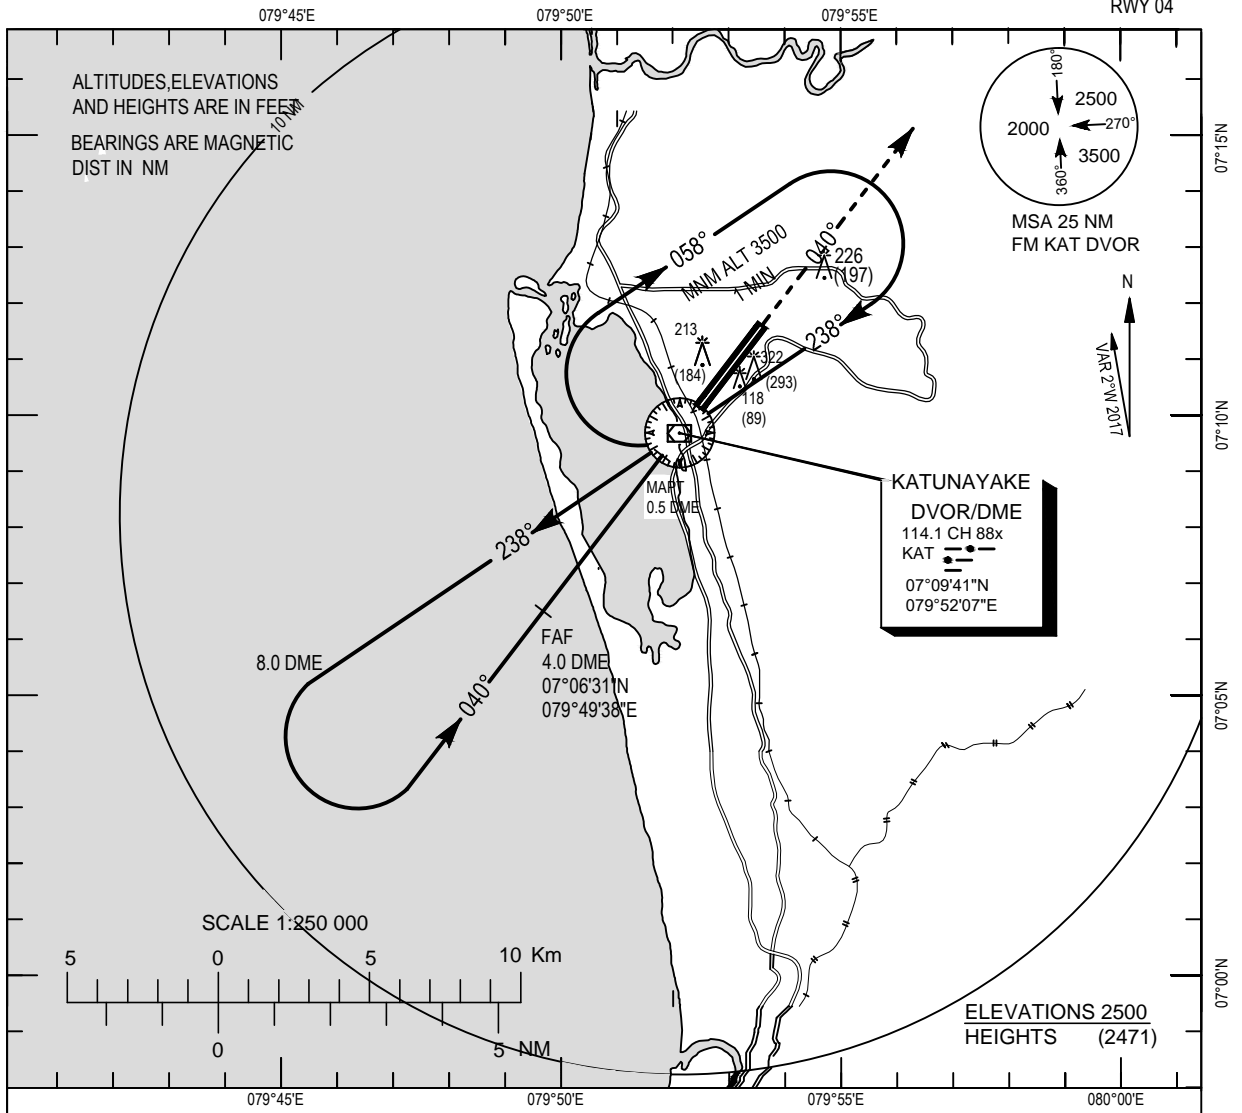 RWY 04
079°45'E
079°50'E
079°55'E
ALTITUDES,ELEVATIONS
AND HEIGHTS ARE IN FEET
BEARINGS ARE MAGNETIC
DIST IN NM
10 NM
180°
2500
2000
270°
3500
360°
MSA 25 NM
FM KAT DVOR
07°15'N
058°
MNM ALT 3500
1 MIN
040°
226
(197)
238°
213
(184)
322
(293)
118
(89)
N
VAR 2°W 2017
07°10'N
MAPT
0.5 DME
KATUNAYAKE
DVOR/DME
114.1 CH 88x
KAT
07°09'41"N
079°52'07"E
238°
FAF
4.0 DME
07°06'31"N
079°49'38"E
8.0 DME
040°
07°05'N
SCALE 1:250 000
5 0 5 10 Km
0 5 NM
07°00'N
ELEVATIONS 2500
HEIGHTS (2471)
079°45'E
079°50'E
079°55'E
080°00'E